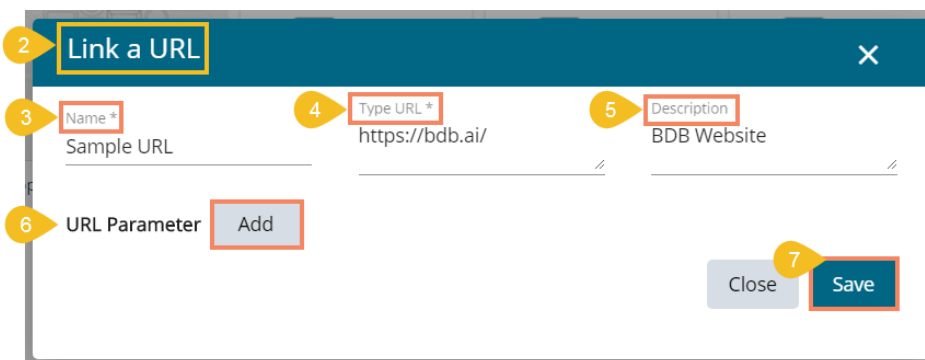 2 Link a URL ×
3 Name * 4 Type URL * 5 Description
Sample URL https://bdb.ai/ BDB Website
6 URL Parameter Add
7
Close Save